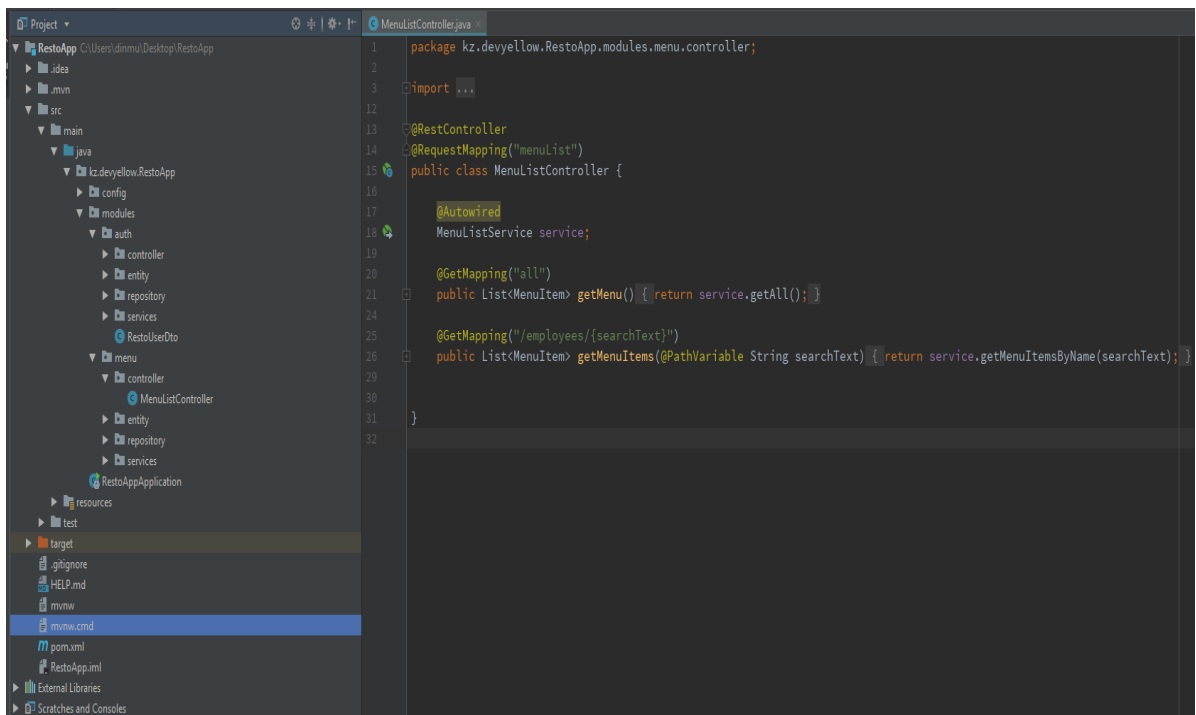 Project
RestoApp C:\Users\dinmu\Desktop\RestoApp
.idea
.mvn
src
main
java
kz.devyellow.RestoApp
config
modules
auth
controller
entity
repository
services
RestoUserDto
menu
controller
MenuListController
entity
repository
services
RestoAppApplication
resources
test
target
.gitignore
HELP.md
mvnw
mvnw.cmd
pom.xml
RestoApp.iml
External Libraries
Scratches and Consoles
MenuListController.java
1 package kz.devyellow.RestoApp.modules.menu.controller;
2
3 import ...
12
13 @RestController
14 @RequestMapping("menuList")
15 public class MenuListController {
16
17 @Autowired
18 MenuListService service;
19
20 @GetMapping("all")
21 public List<MenuItem> getMenu() { return service.getAll(); }
24
25 @GetMapping("/employees/{searchText}")
26 public List<MenuItem> getMenuItems(@PathVariable String searchText) { return service.getMenuItemsByName(searchText); }
29
30
31 }
32